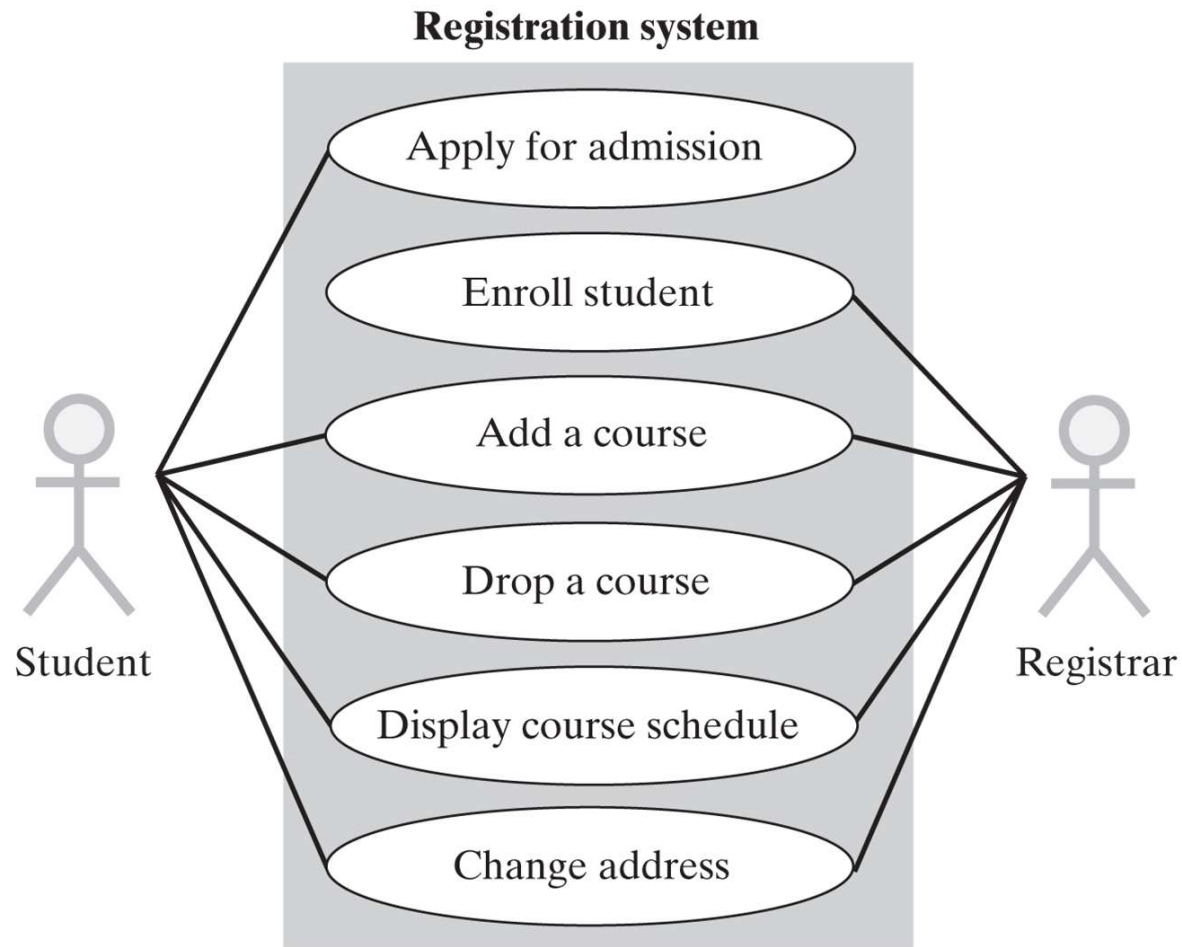 Registration system
Apply for admission
Enroll student
Add a course
Drop a course
Student
Registrar
Display course schedule
Change address